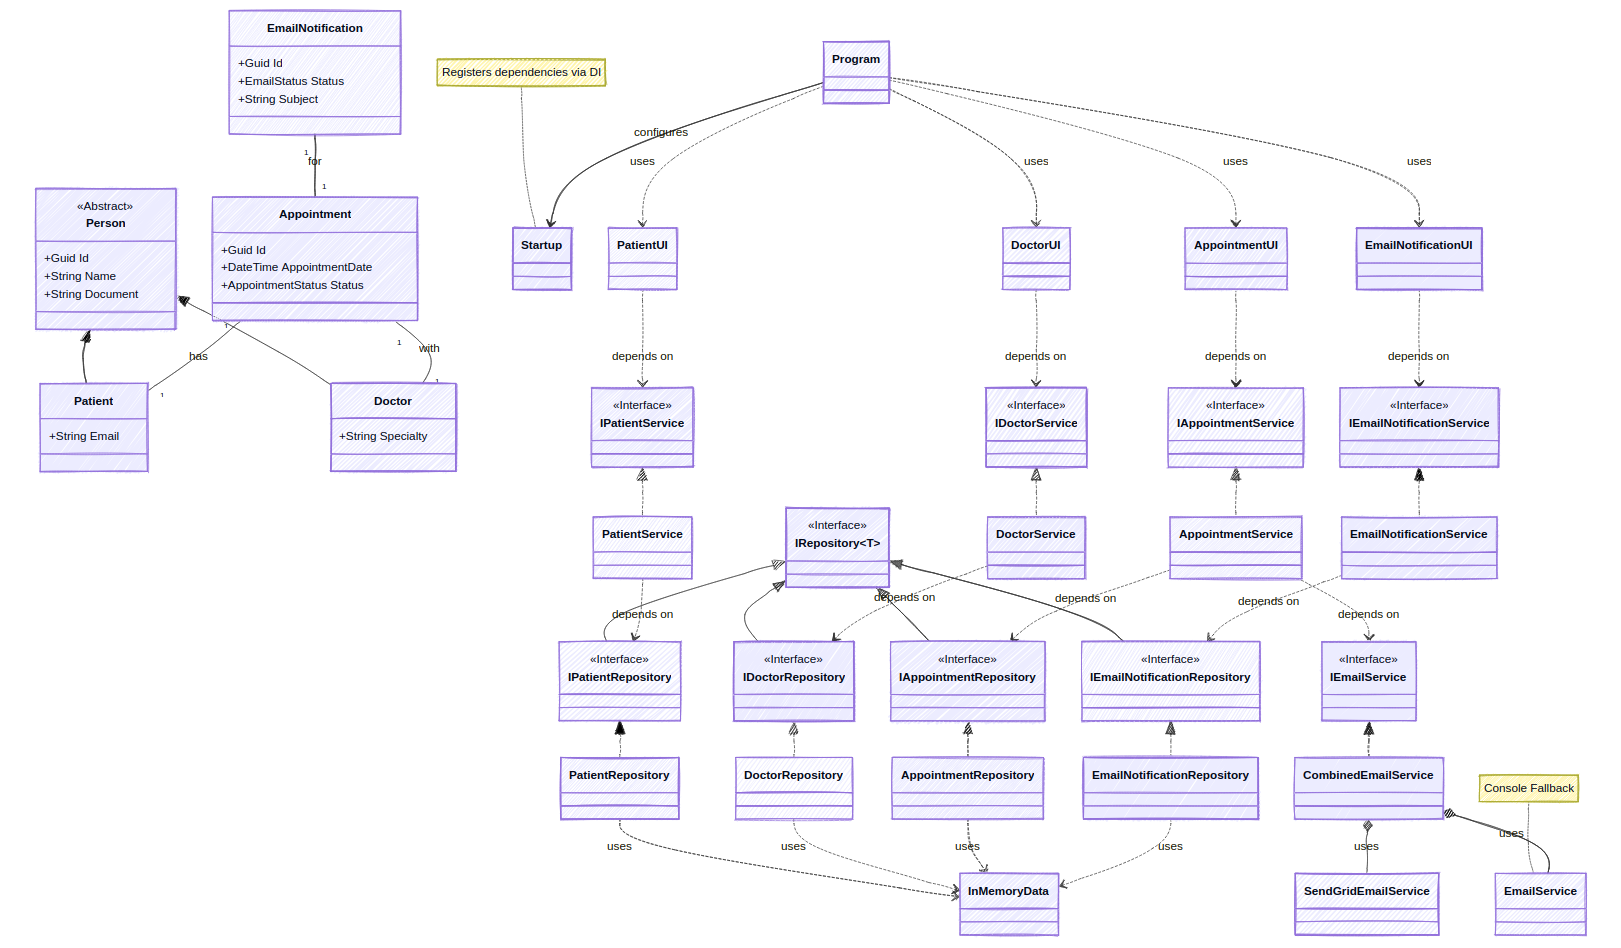 EmailNotification
+Guid Id
+EmailStatus Status
+String Subject
Registers dependencies via DI
Program
configures
uses
uses
uses
uses
1
for
1
«Abstract»
Person
+Guid Id
+String Name
+String Document
Appointment
+Guid Id
+DateTime AppointmentDate
+AppointmentStatus Status
Startup
PatientUI
DoctorUI
AppointmentUI
EmailNotificationUI
1
has
1
1
with
1
depends on
depends on
depends on
depends on
Patient
+String Email
Doctor
+String Specialty
«Interface»
IPatientService
«Interface»
IDoctorService
«Interface»
IAppointmentService
«Interface»
IEmailNotificationService
PatientService
«Interface»
IRepository<T>
DoctorService
AppointmentService
EmailNotificationService
depends on
depends on
depends on
depends on
depends on
«Interface»
IPatientRepository
«Interface»
IDoctorRepository
«Interface»
IAppointmentRepository
«Interface»
IEmailNotificationRepository
«Interface»
IEmailService
PatientRepository
DoctorRepository
AppointmentRepository
EmailNotificationRepository
CombinedEmailService
Console Fallback
uses
uses
uses
uses
uses
uses
InMemoryData
SendGridEmailService
EmailService